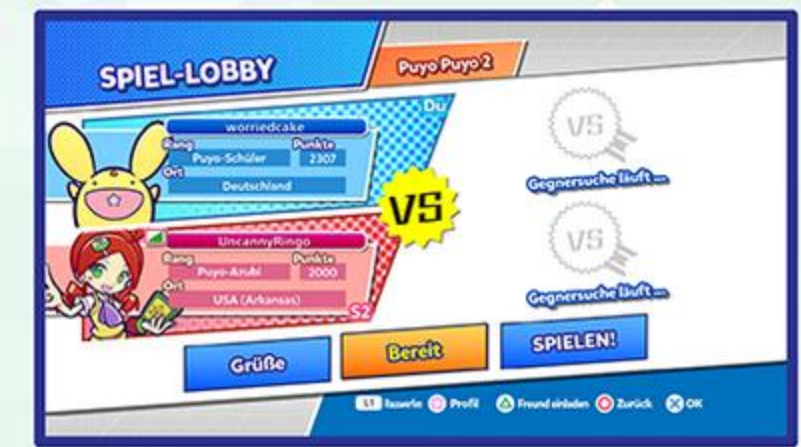 SPIEL-LOBBY
Puyo Puyo 2
Du
worriedcake
Rang
Punkte
Puyo-Schüler
2307
Ort
Deutschland
VS
UncannyRingo
Rang
Punkte
Puyo-Azubi
2000
Ort
USA (Arkansas)
S2
VS
Gegnersuche läuft ...
VS
Gegnersuche läuft ...
Grüße
Bereit
SPIELEN!
L1
Profil
Freund einladen
Zurück
OK